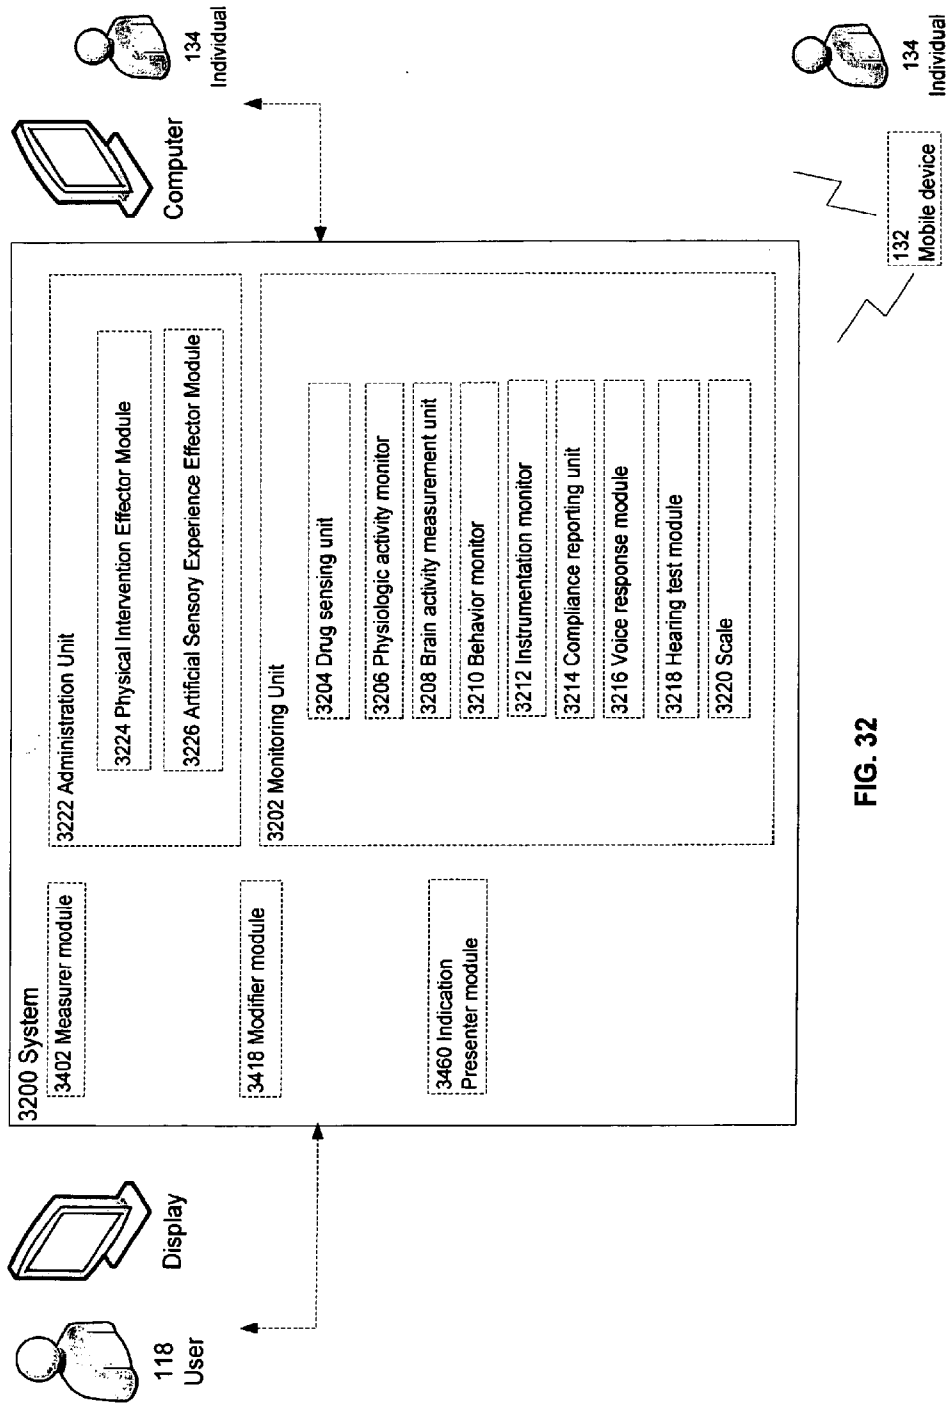 118
User
Display
3200 System
3402 Measurer module
3418 Modifier module
3460 Indication
Presenter module
3222 Administration Unit
3224 Physical Intervention Effector Module
3226 Artificial Sensory Experience Effector Module
3202 Monitoring Unit
3204 Drug sensing unit
3206 Physiologic activity monitor
3208 Brain activity measurement unit
3210 Behavior monitor
3212 Instrumentation monitor
3214 Compliance reporting unit
3216 Voice response module
3218 Hearing test module
3220 Scale
Computer
134
Individual
132
Mobile device
134
Individual
FIG. 32